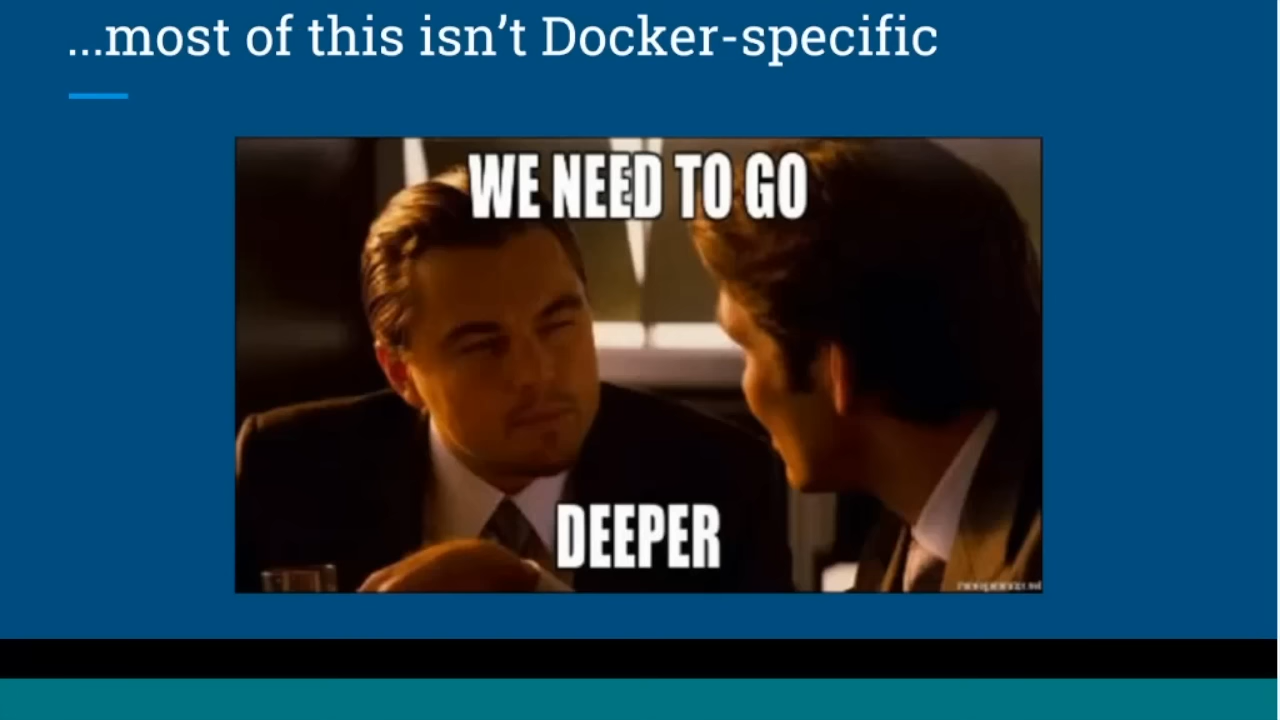 ...most of this isn't Docker-specific
WE NEED TO GO
DEEPER